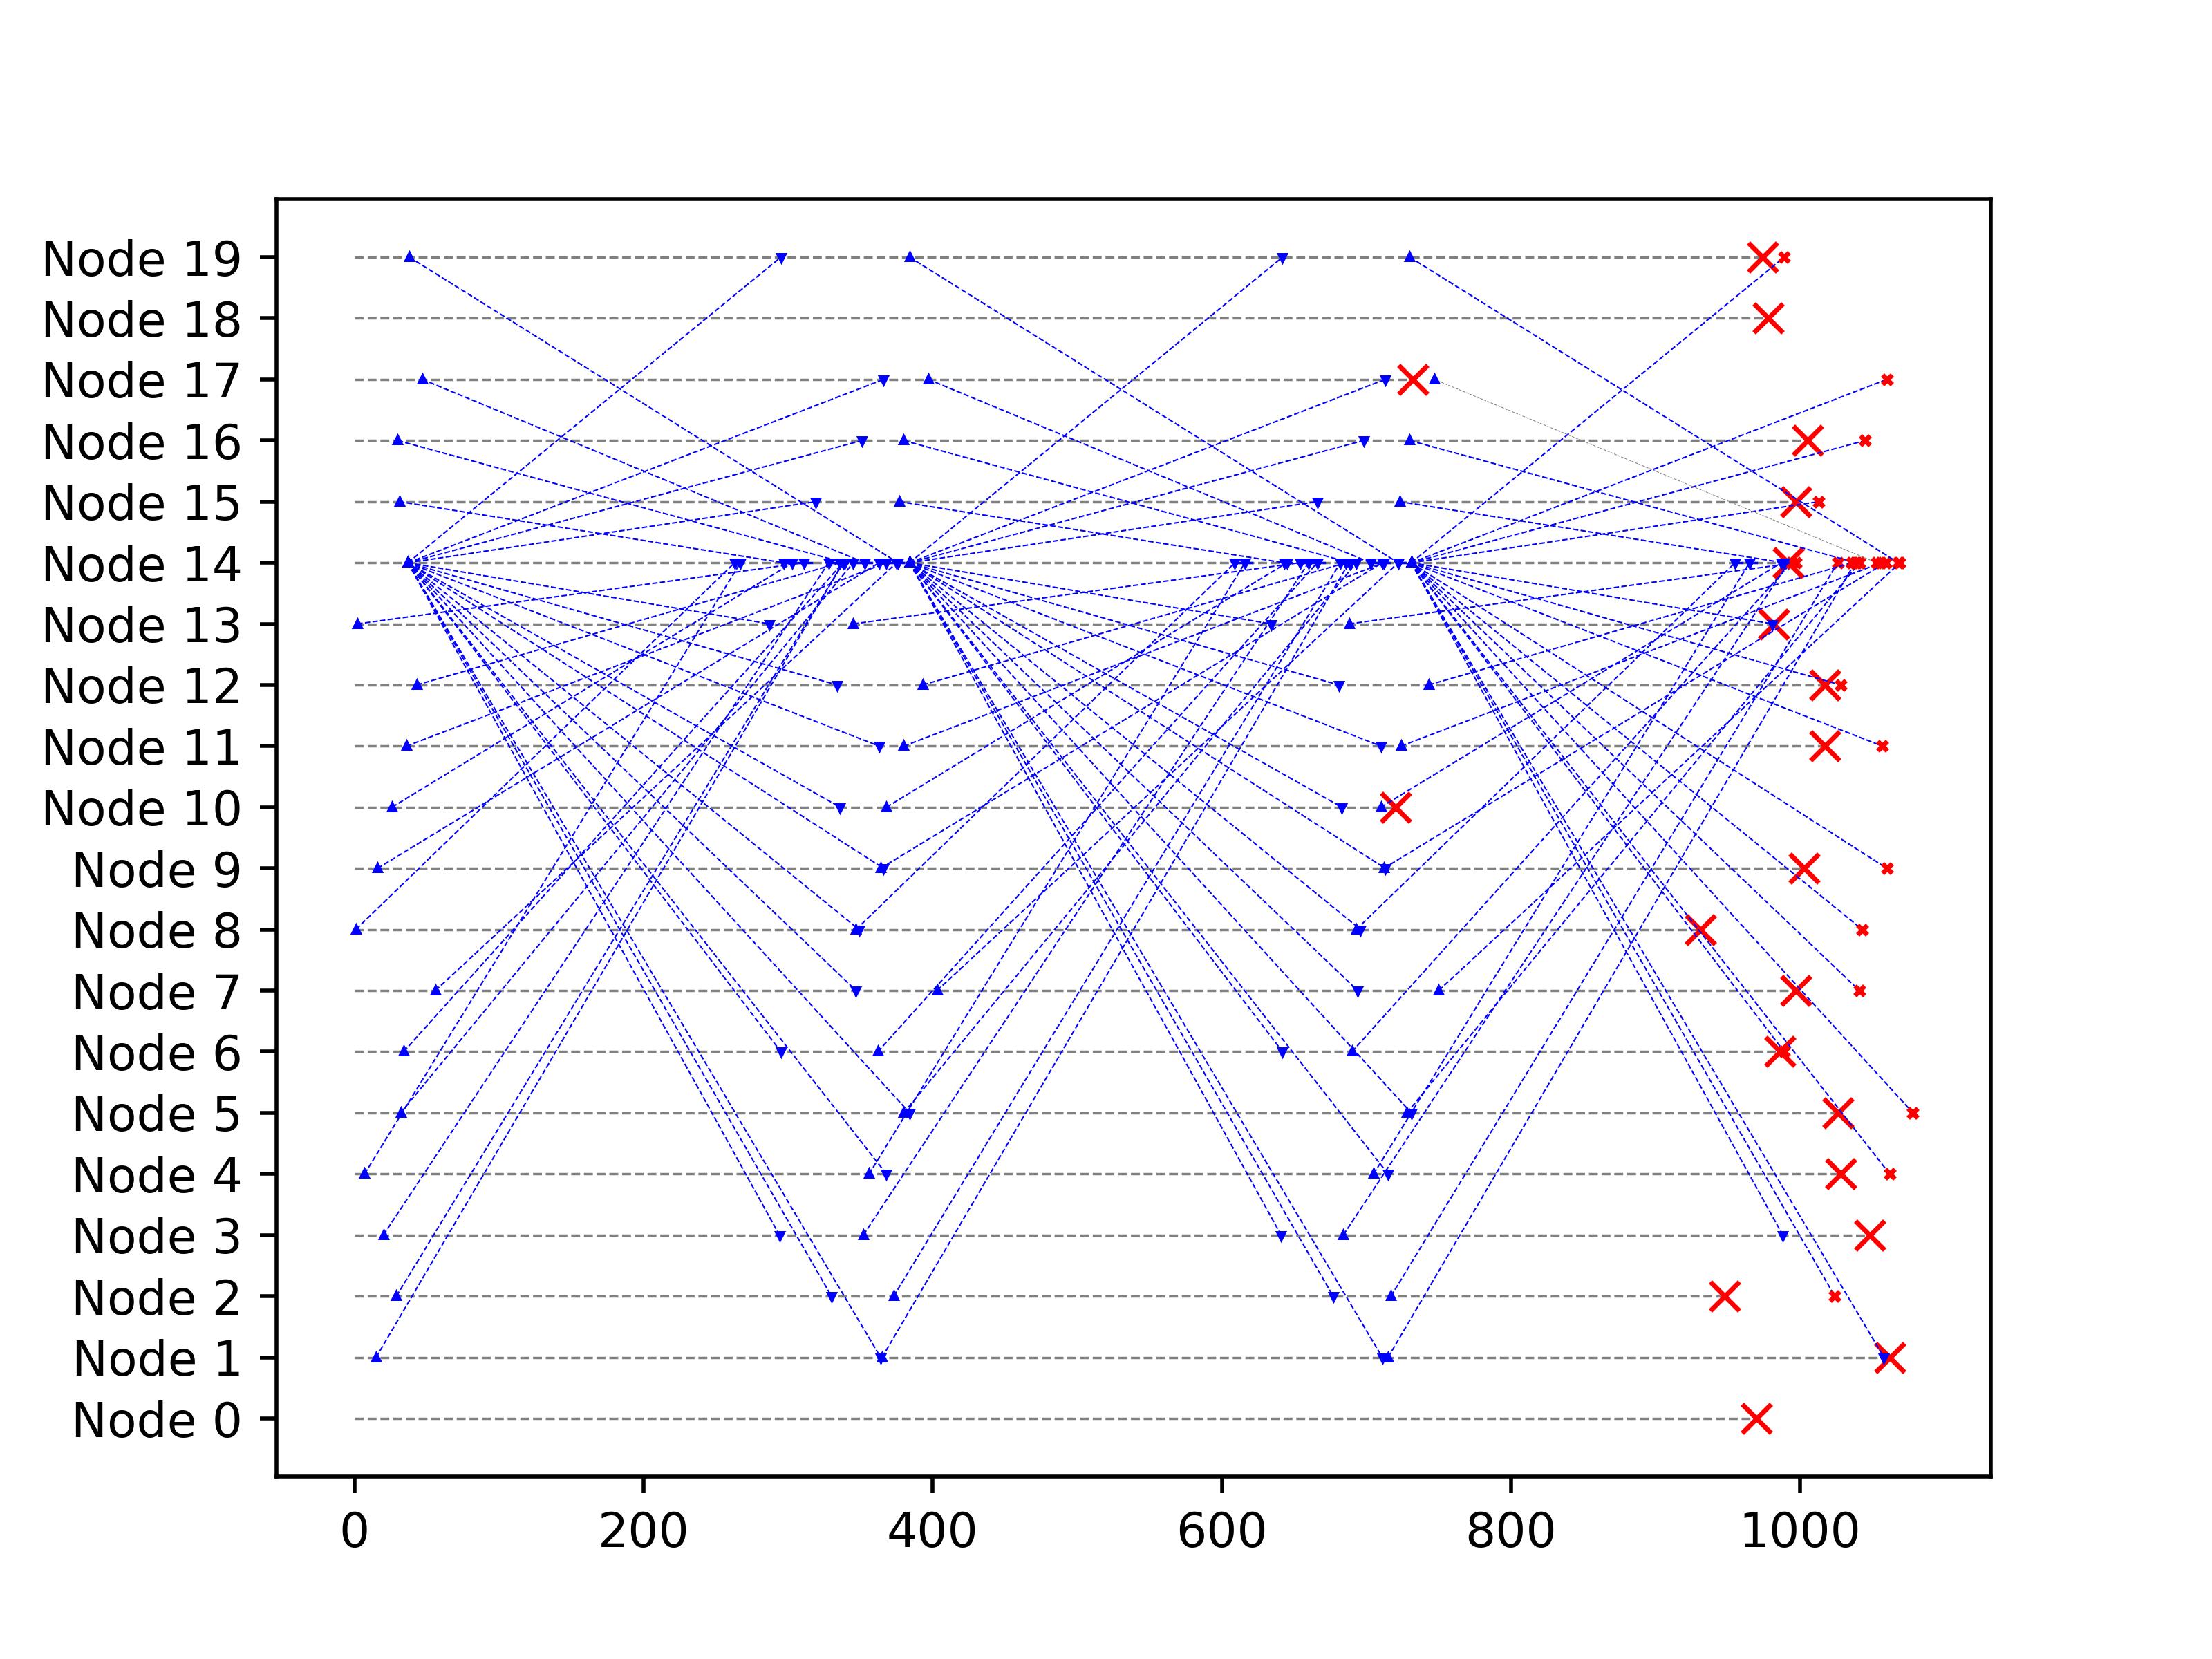 Node 19
Node 18
Node 17
Node 16
Node 15
Node 14
Node 13
Node 12
Node 11
Node 10
Node 9
Node 8
Node 7
Node 6
Node 5
Node 4
Node 3
Node 2
Node 1
Node 0
0 200 400 600 800 1000